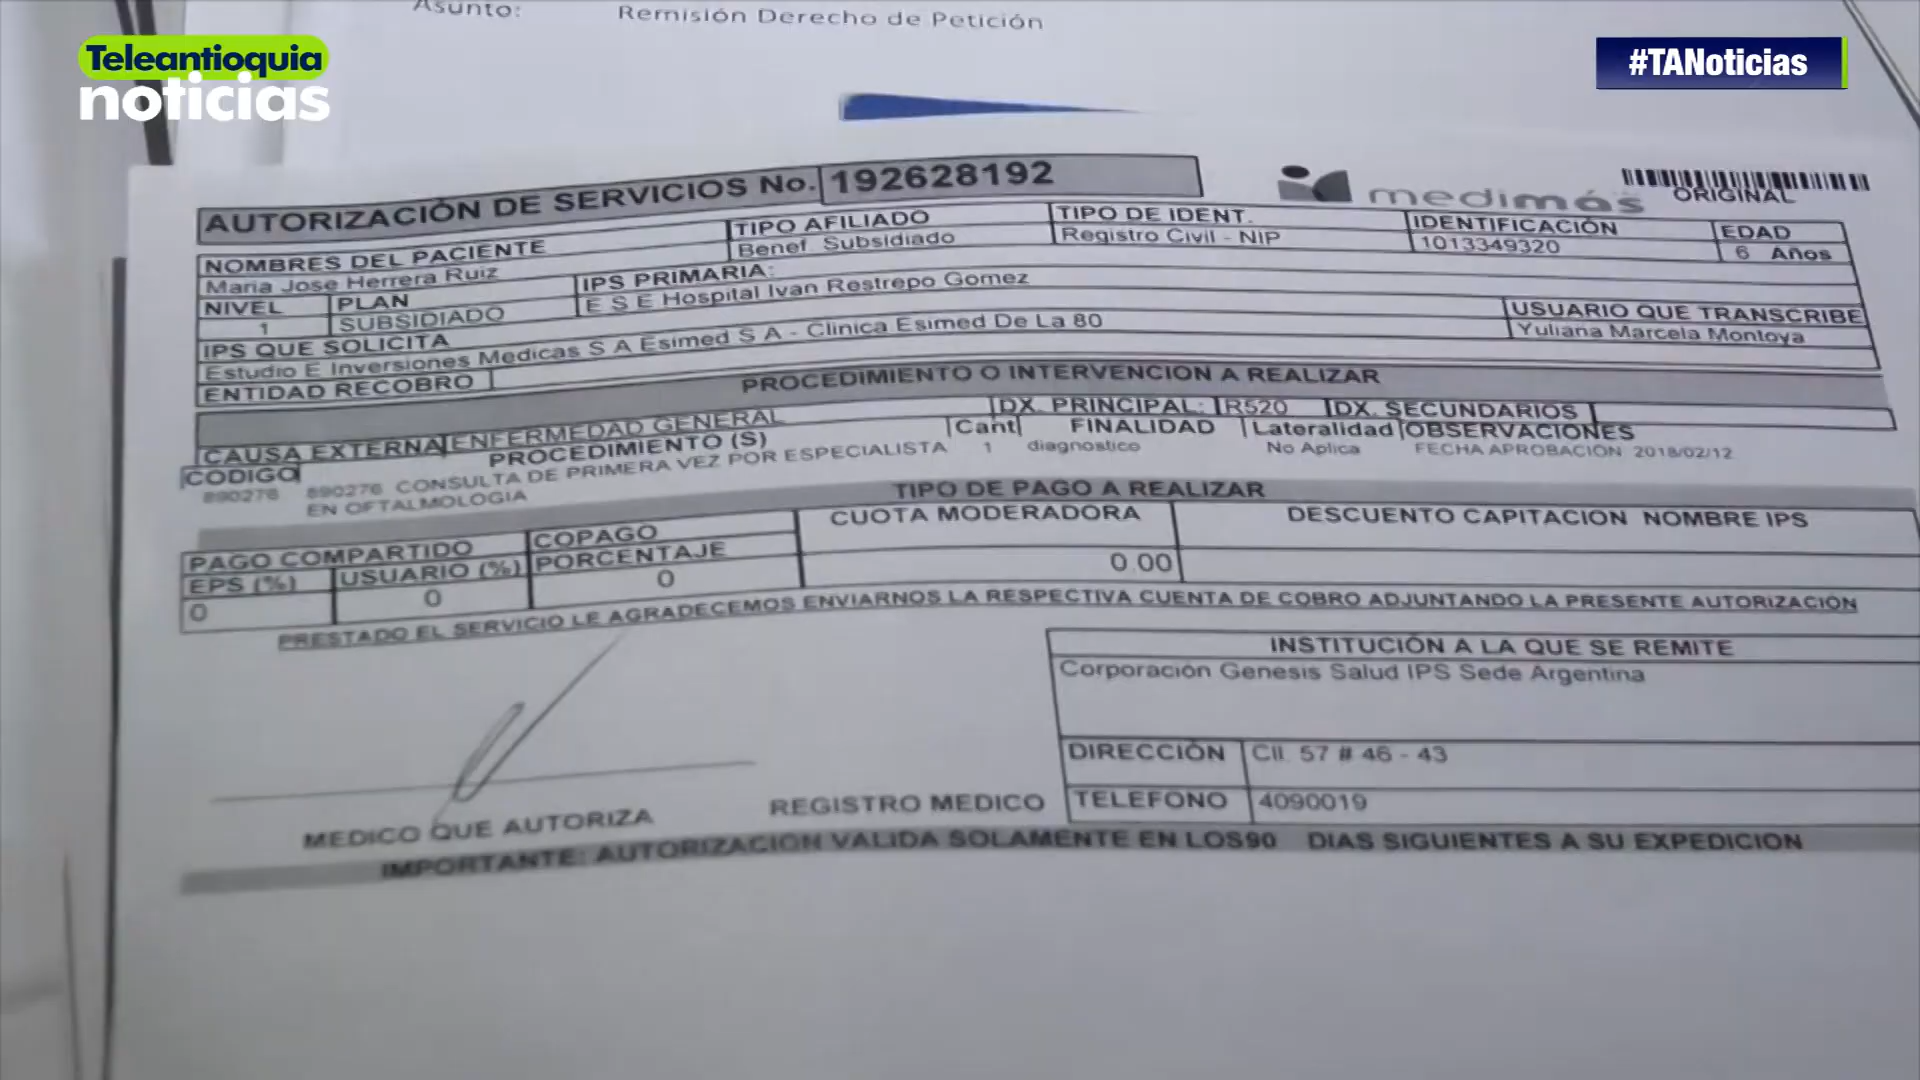 Asunto: Remisión Derecho de Petición
Teleantioquia
noticias
#TANoticias
AUTORIZACIÓN DE SERVICIOS No. 192628192
medimás
ORIGINAL
NOMBRES DEL PACIENTE TIPO AFILIADO TIPO DE IDENT. IDENTIFICACIÓN EDAD
Maria Jose Herrera Ruiz Benef. Subsidiado Registro Civil - NIP 1013349320 6 Años
NIVEL PLAN IPS PRIMARIA:
1 SUBSIDIADO E S E Hospital Ivan Restrepo Gomez
IPS QUE SOLICITA USUARIO QUE TRANSCRIBE
Estudio E Inversiones Medicas S A Esimed S A - Clinica Esimed De La 80 Yuliana Marcela Montoya
ENTIDAD RECOBRO
PROCEDIMIENTO O INTERVENCION A REALIZAR
CAUSA EXTERNA ENFERMEDAD GENERAL DX. PRINCIPAL: R520 DX. SECUNDARIOS
CODIGO PROCEDIMIENTO (S) Cant FINALIDAD Lateralidad OBSERVACIONES
890276 890276 CONSULTA DE PRIMERA VEZ POR ESPECIALISTA 1 diagnostico No Aplica FECHA APROBACION 2018/02/12
EN OFTALMOLOGIA
TIPO DE PAGO A REALIZAR
PAGO COMPARTIDO COPAGO CUOTA MODERADORA DESCUENTO CAPITACION NOMBRE IPS
EPS (%) USUARIO (%) PORCENTAJE
0 0 0 0.00
PRESTADO EL SERVICIO LE AGRADECEMOS ENVIARNOS LA RESPECTIVA CUENTA DE COBRO ADJUNTANDO LA PRESENTE AUTORIZACIÓN
INSTITUCIÓN A LA QUE SE REMITE
Corporación Genesis Salud IPS Sede Argentina
DIRECCIÓN Cll. 57 # 46 - 43
TELEFONO 4090019
MEDICO QUE AUTORIZA REGISTRO MEDICO
IMPORTANTE: AUTORIZACION VALIDA SOLAMENTE EN LOS90 DIAS SIGUIENTES A SU EXPEDICION